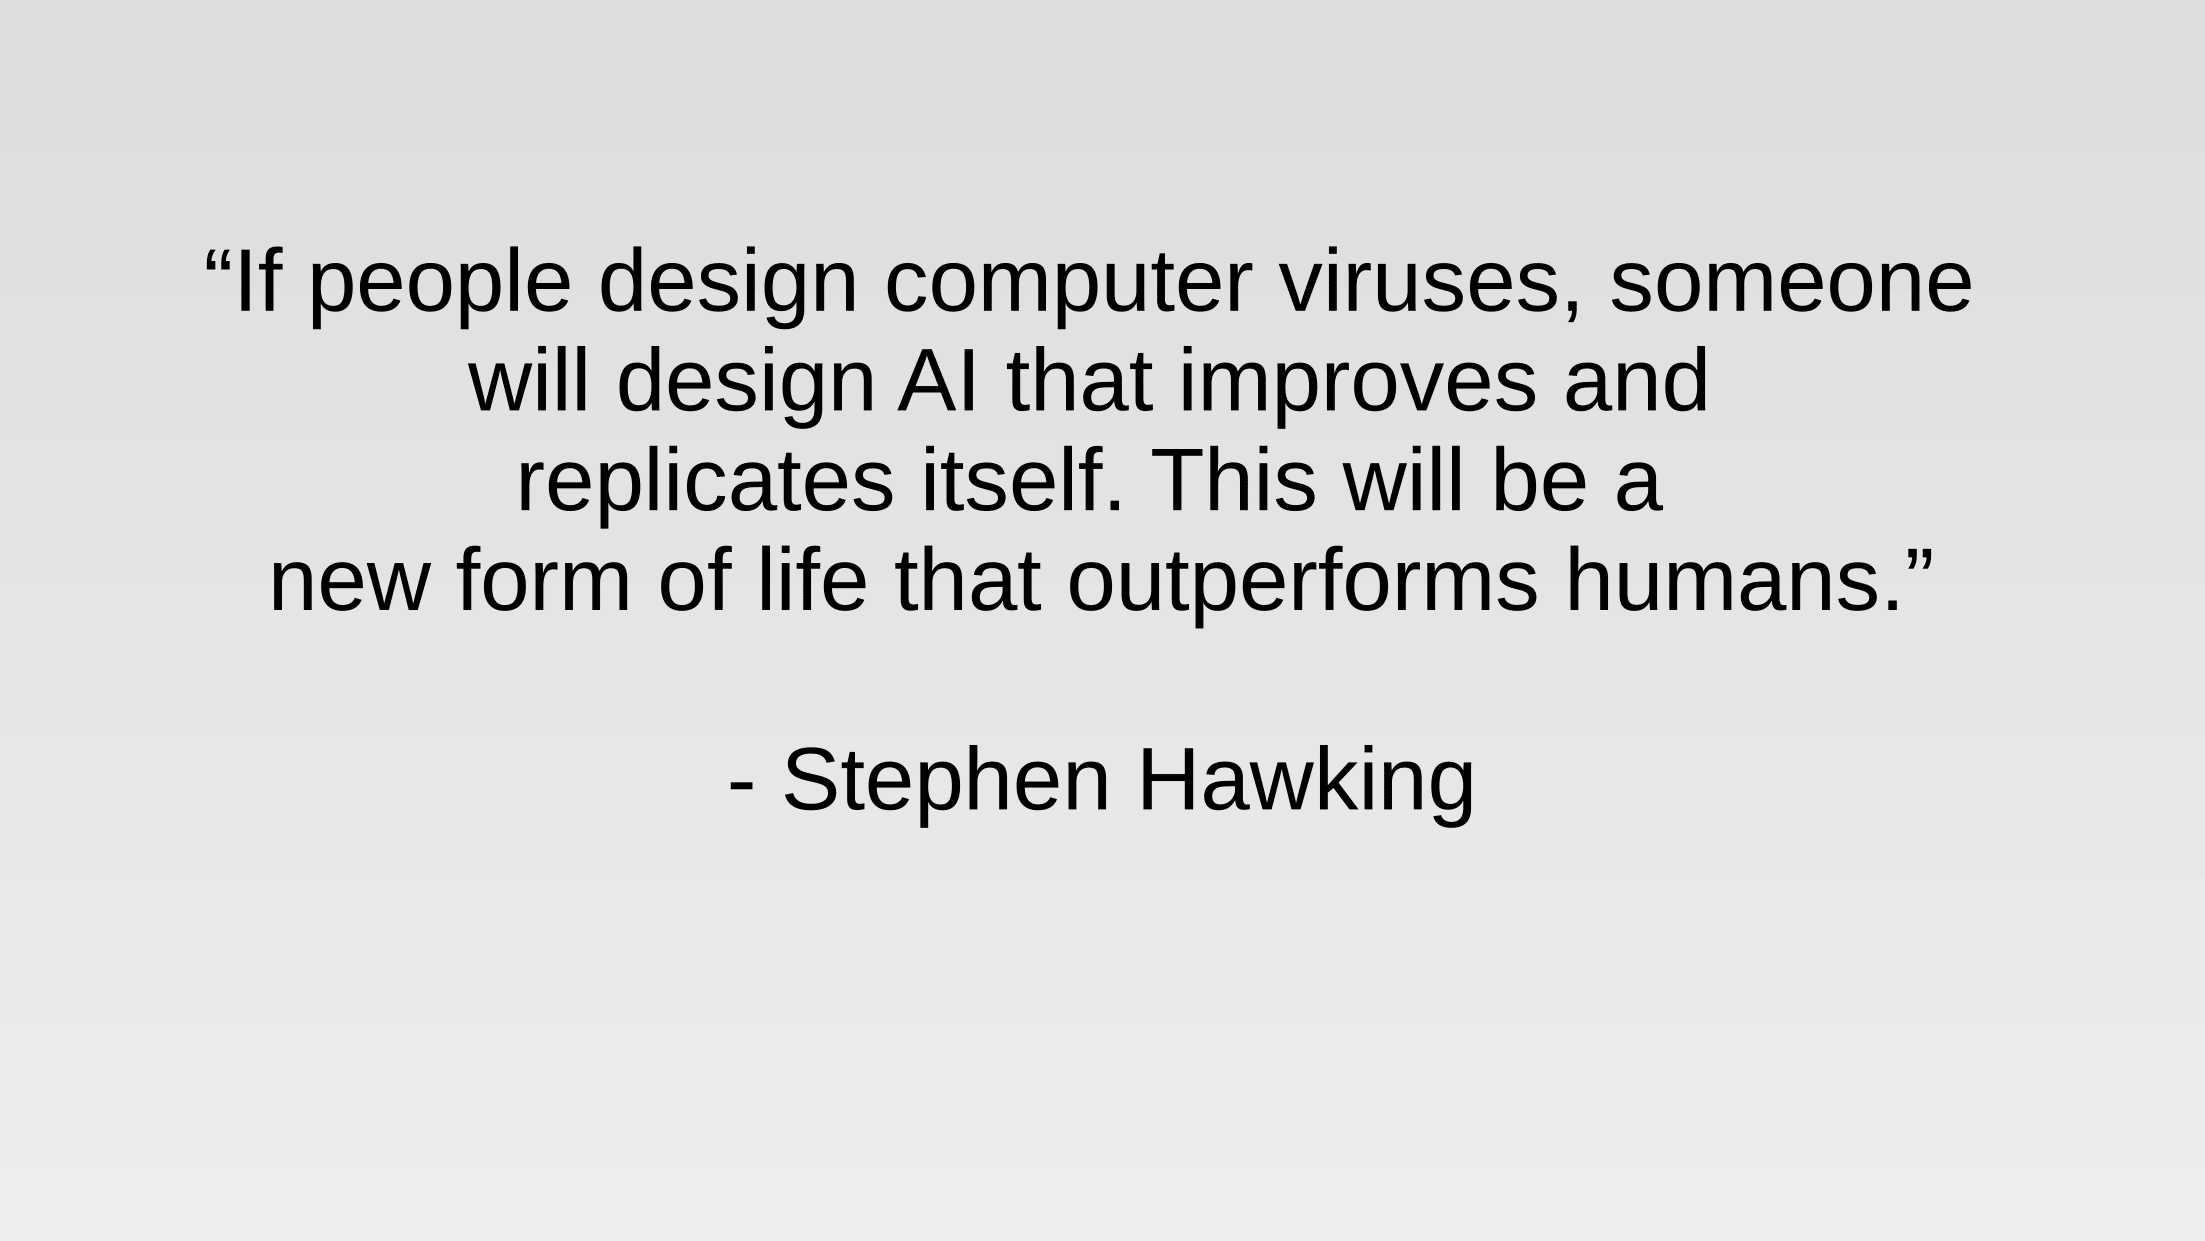 “If people design computer viruses, someone
will design AI that improves and
replicates itself. This will be a
new form of life that outperforms humans.”
- Stephen Hawking